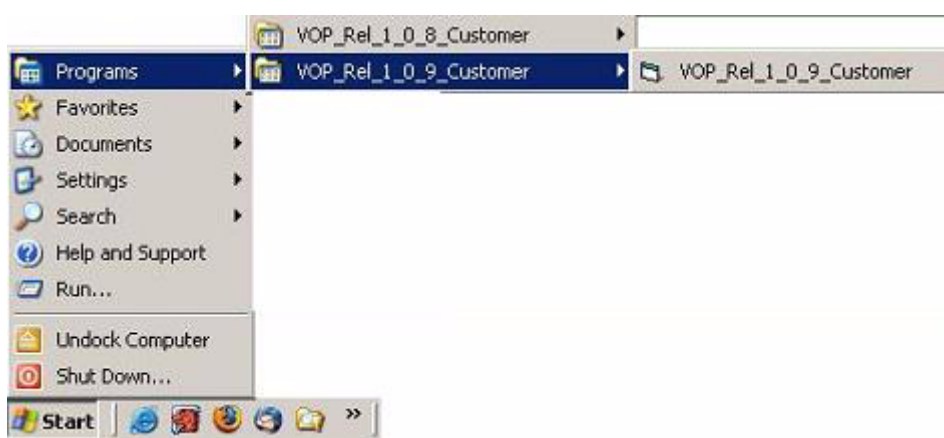 VOP_Rel_1_0_8_Customer
Programs VOP_Rel_1_0_9_Customer VOP_Rel_1_0_9_Customer
Favorites
Documents
Settings
Search
Help and Support
Run...
Undock Computer
Shut Down...
Start »